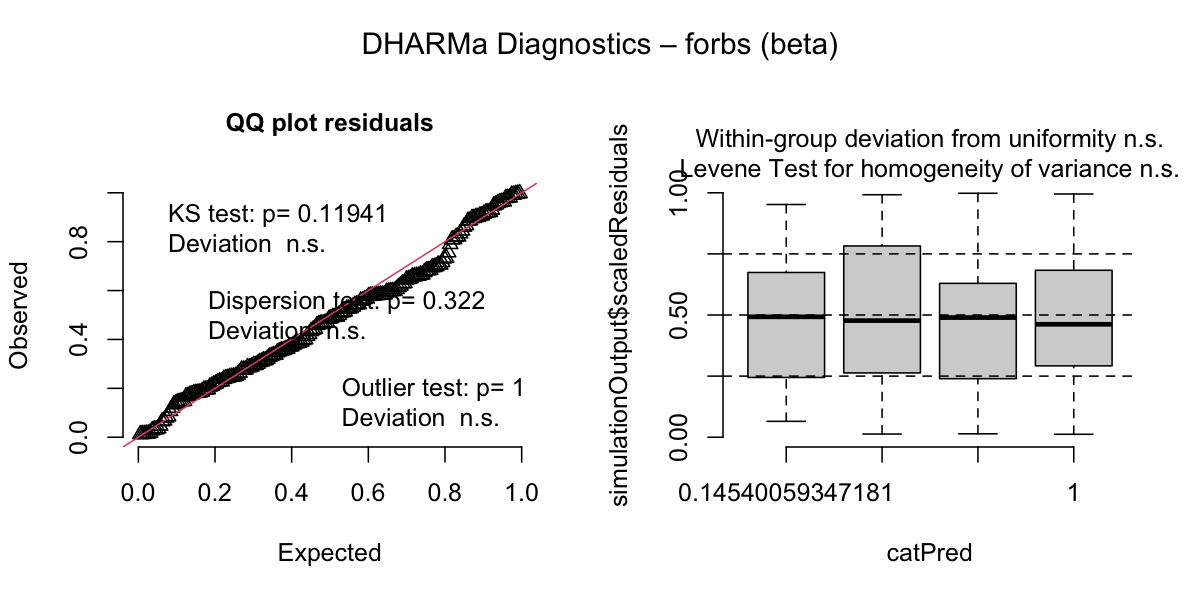 DHARMa Diagnostics – forbs (beta)
QQ plot residuals
KS test: p= 0.11941
Deviation  n.s.
Dispersion test: p= 0.322
Deviation  n.s.
Outlier test: p= 1
Deviation  n.s.
Observed
0.8
0.4
0.0
0.0 0.2 0.4 0.6 0.8 1.0
Expected
Within-group deviation from uniformity n.s.
Levene Test for homogeneity of variance n.s.
simulationOutput$scaledResiduals
1.00
0.50
0.00
0.14540059347181 1
catPred